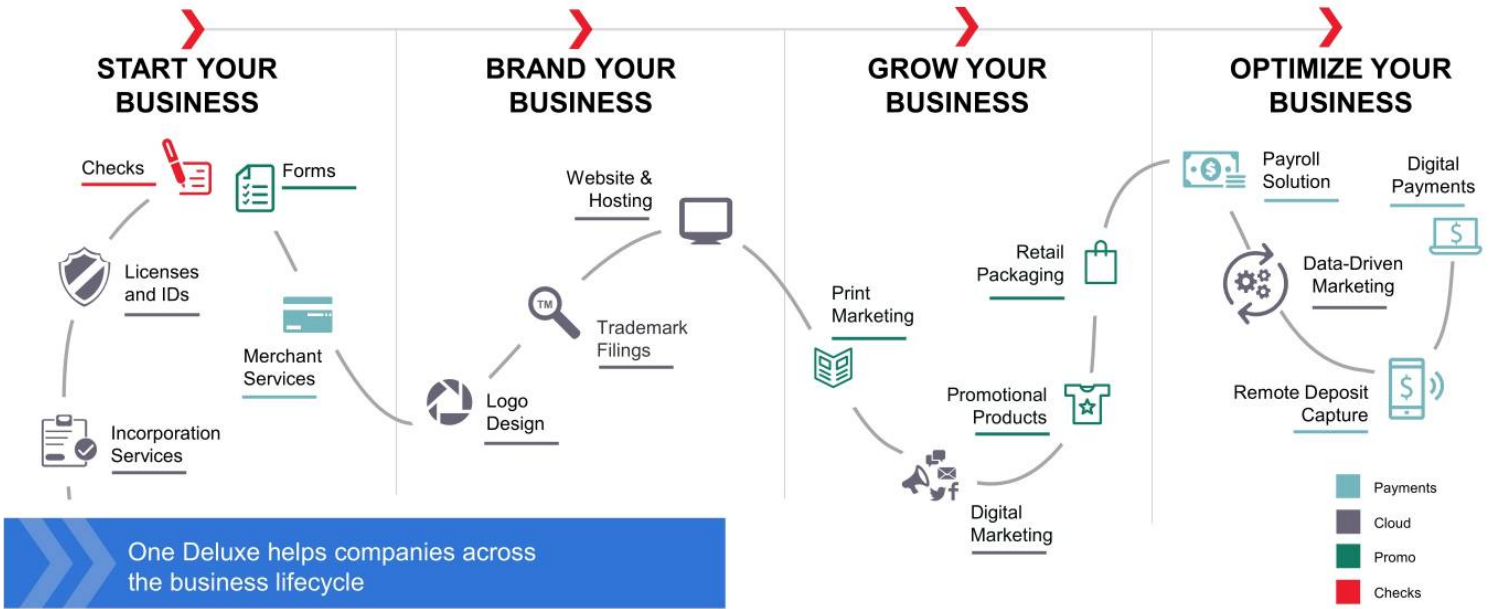 START YOUR
BUSINESS
BRAND YOUR
BUSINESS
GROW YOUR
BUSINESS
OPTIMIZE YOUR
BUSINESS
Checks
Forms
Licenses
and IDs
Merchant
Services
Incorporation
Services
Website &
Hosting
TM
Trademark
Filings
Logo
Design
Print
Marketing
Retail
Packaging
Promotional
Products
Digital
Marketing
$
Payroll
Solution
Digital
Payments
$
Data-Driven
Marketing
Remote Deposit
Capture
$
Payments
Cloud
Promo
Checks
One Deluxe helps companies across
the business lifecycle